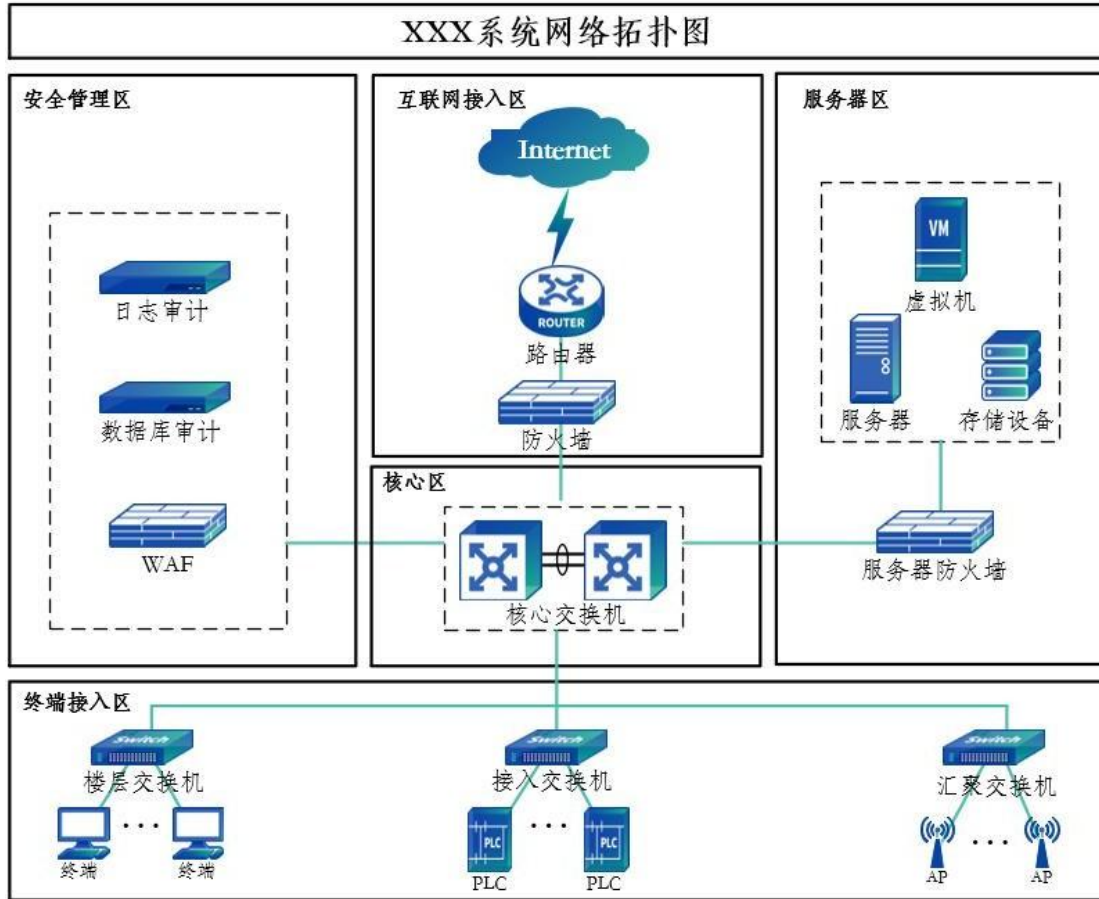 XXX系统网络拓扑图
安全管理区
日志审计
数据库审计
WAF
互联网接入区
Internet
ROUTER
路由器
防火墙
核心区
核心交换机
服务器区
VM
虚拟机
8
服务器
存储设备
服务器防火墙
终端接入区
Switch
楼层交换机
...
终端
终端
Switch
接入交换机
PLC
...
PLC
PLC
PLC
Switch
汇聚交换机
...
AP
AP